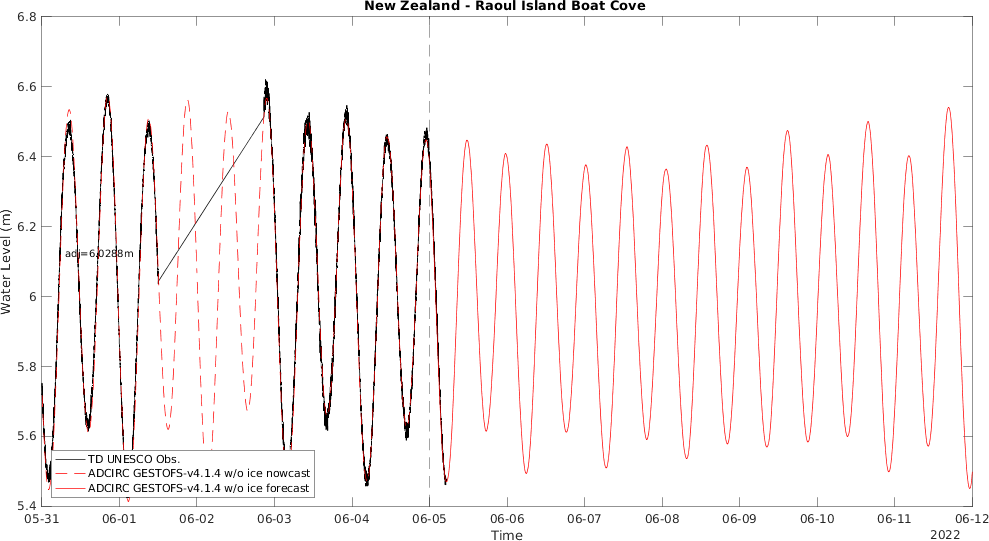 New Zealand - Raoul Island Boat Cove
6.8
6.6
6.4
6.2
6
5.8
5.6
5.4
Water Level (m)
adj=6.0288m
TD UNESCO Obs.
ADCIRC GESTOFS-v4.1.4 w/o ice nowcast
ADCIRC GESTOFS-v4.1.4 w/o ice forecast
05-31 06-01 06-02 06-03 06-04 06-05 06-06 06-07 06-08 06-09 06-10 06-11 06-12
Time
2022